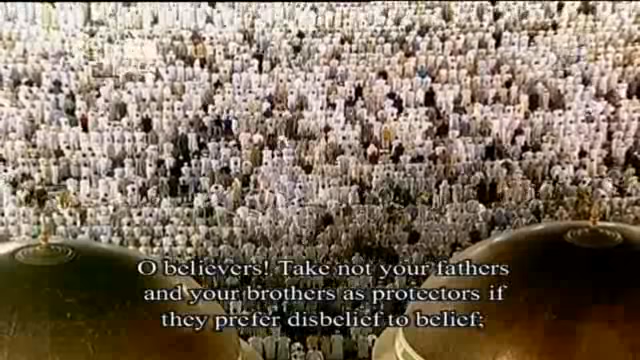 O believers! Take not your fathers
and your brothers as protectors if
they prefer disbelief to belief;